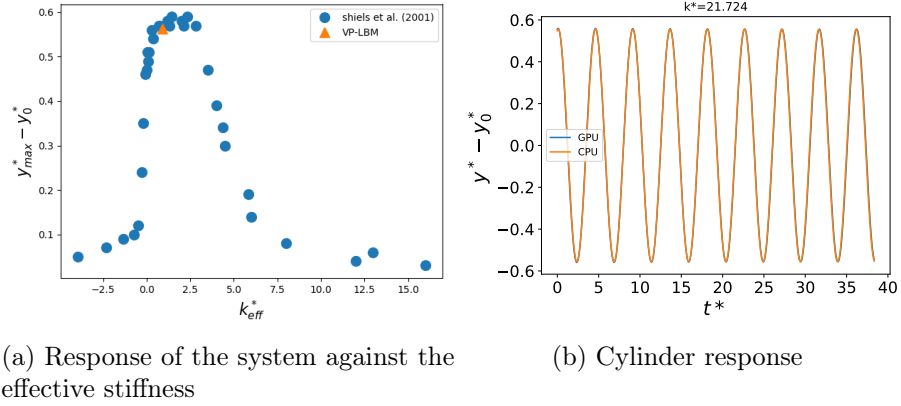 0.6
0.5
0.4
0.3
0.2
0.1
−2.5 0.0 2.5 5.0 7.5 10.0 12.5 15.0
y*max − y*0
k*eff
shiels et al. (2001)
VP-LBM
(a) Response of the system against the
effective stiffness
k*=21.724
0.6
0.4
0.2
0.0
−0.2
−0.4
−0.6
0 5 10 15 20 25 30 35 40
y* − y*0
t*
GPU
CPU
(b) Cylinder response